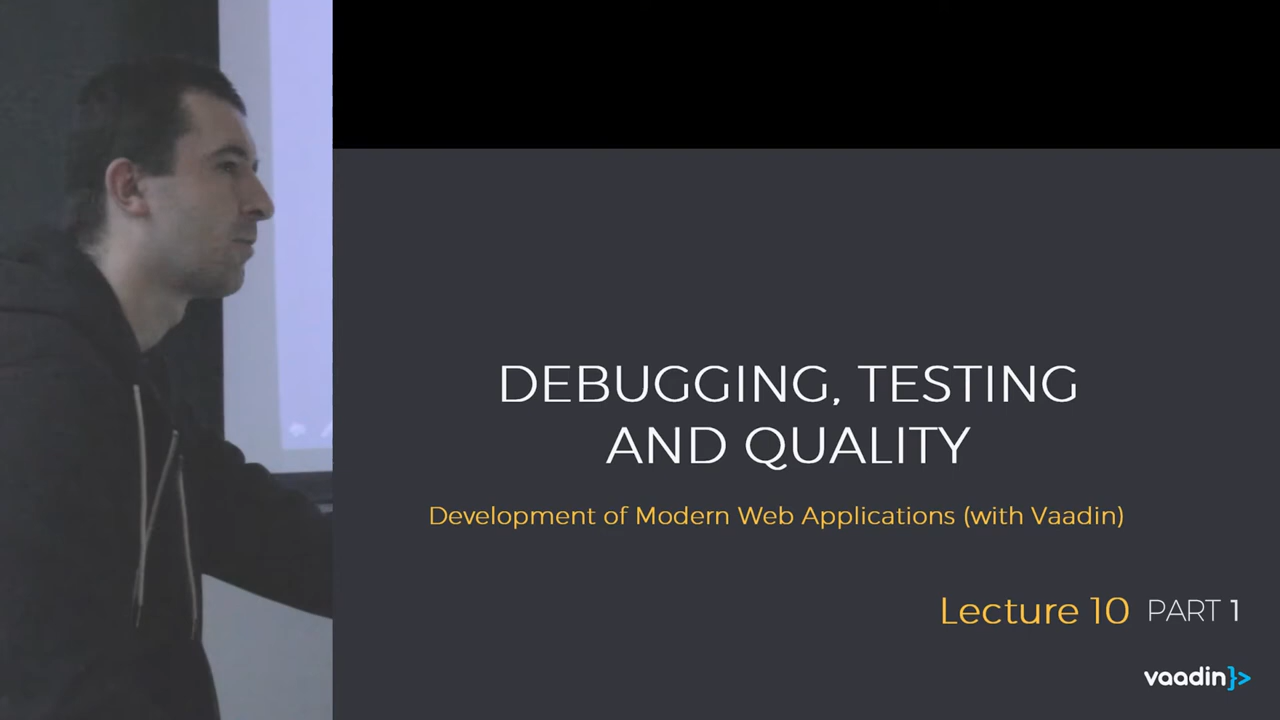 DEBUGGING, TESTING
AND QUALITY
Development of Modern Web Applications (with Vaadin)
Lecture 10 PART 1
vaadin}>